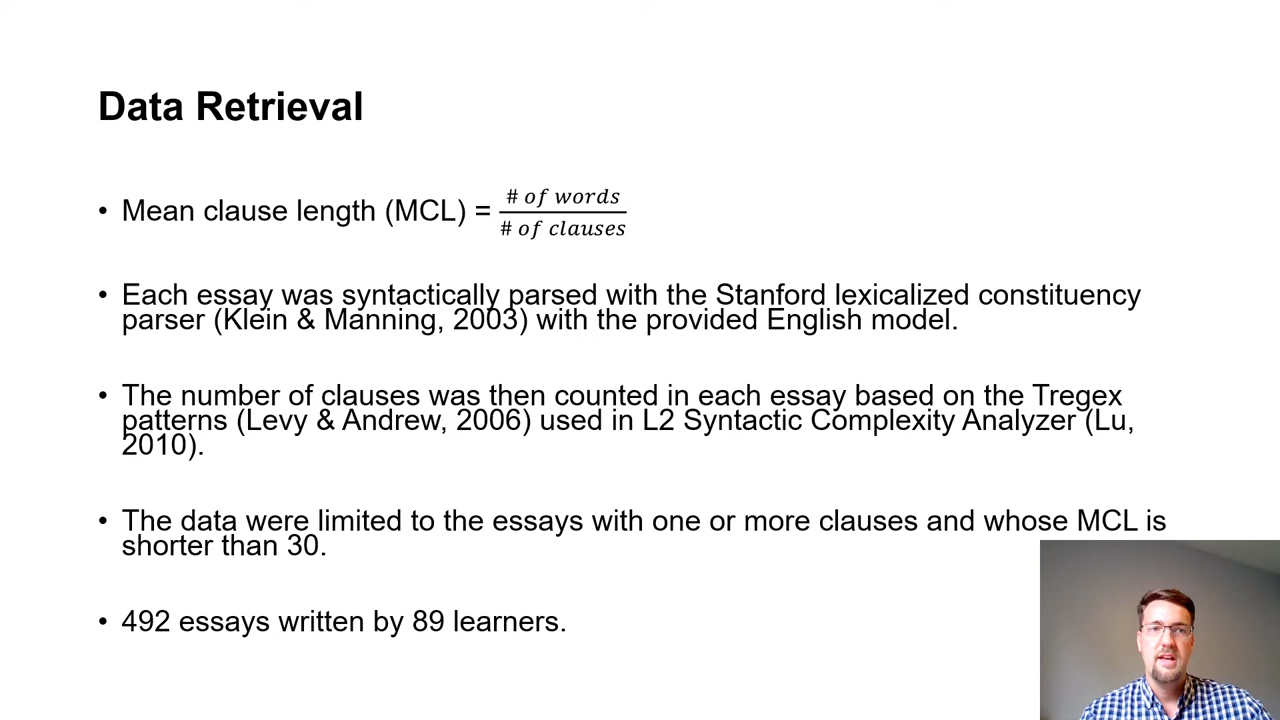 Data Retrieval
• Mean clause length (MCL) = # of words / # of clauses
• Each essay was syntactically parsed with the Stanford lexicalized constituency
parser (Klein & Manning, 2003) with the provided English model.
• The number of clauses was then counted in each essay based on the Tregex
patterns (Levy & Andrew, 2006) used in L2 Syntactic Complexity Analyzer (Lu,
2010).
• The data were limited to the essays with one or more clauses and whose MCL is
shorter than 30.
• 492 essays written by 89 learners.